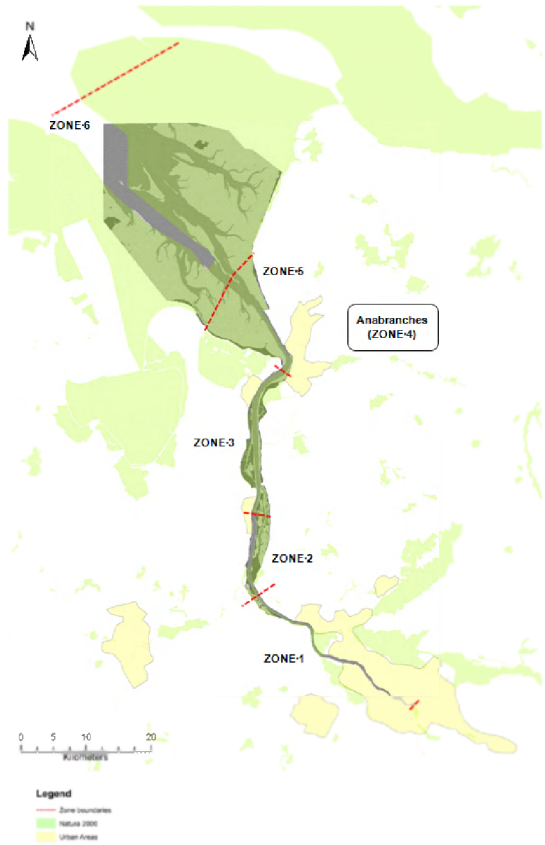 N
ZONE-6
ZONE-5
Anabranches
(ZONE-4)
ZONE-3
ZONE-2
ZONE-1
0 5 10 20
Kilometers
Legend
Zone boundaries
Natura 2000
Urban Areas